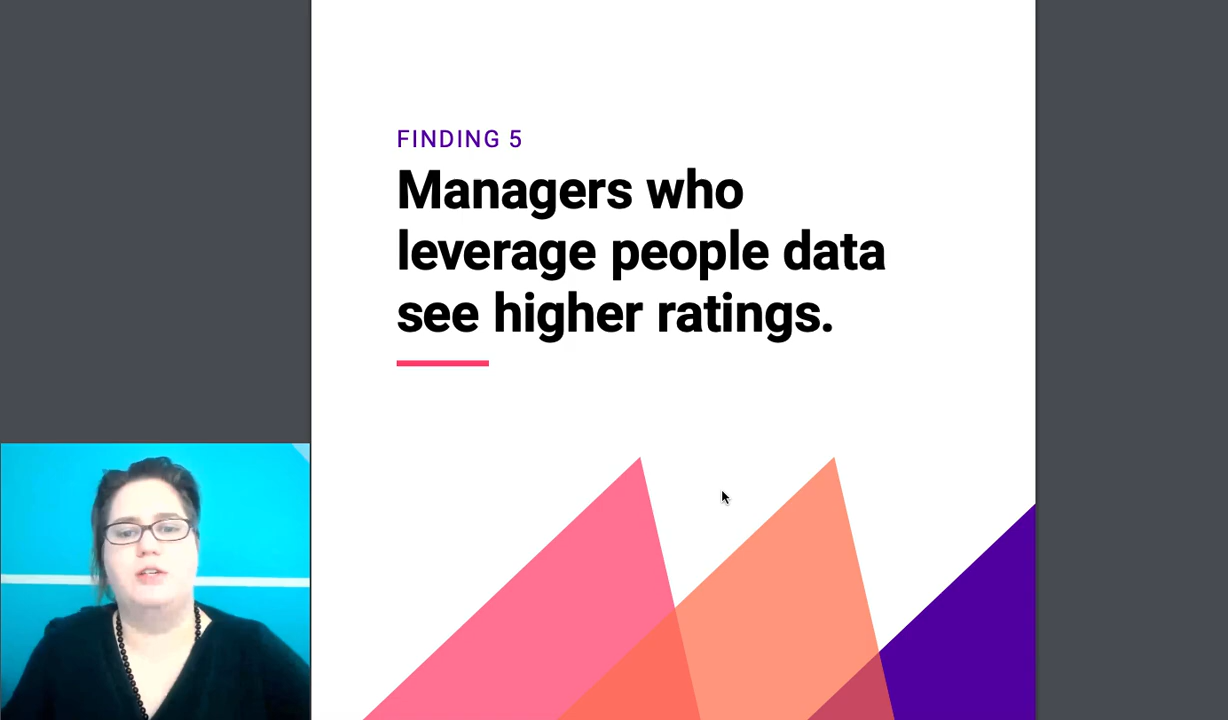 FINDING 5
Managers who
leverage people data
see higher ratings.